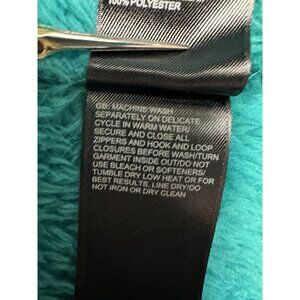 100% POLYESTER
GB: MACHINE WASH
SEPARATELY ON DELICATE
CYCLE IN WARM WATER/
SECURE AND CLOSE ALL
ZIPPERS AND HOOK AND LOOP
CLOSURES BEFORE WASH/TURN
GARMENT INSIDE OUT/DO NOT
USE BLEACH OR SOFTENERS/
TUMBLE DRY LOW HEAT OR FOR
BEST RESULTS, LINE DRY/DO
NOT IRON OR DRY CLEAN